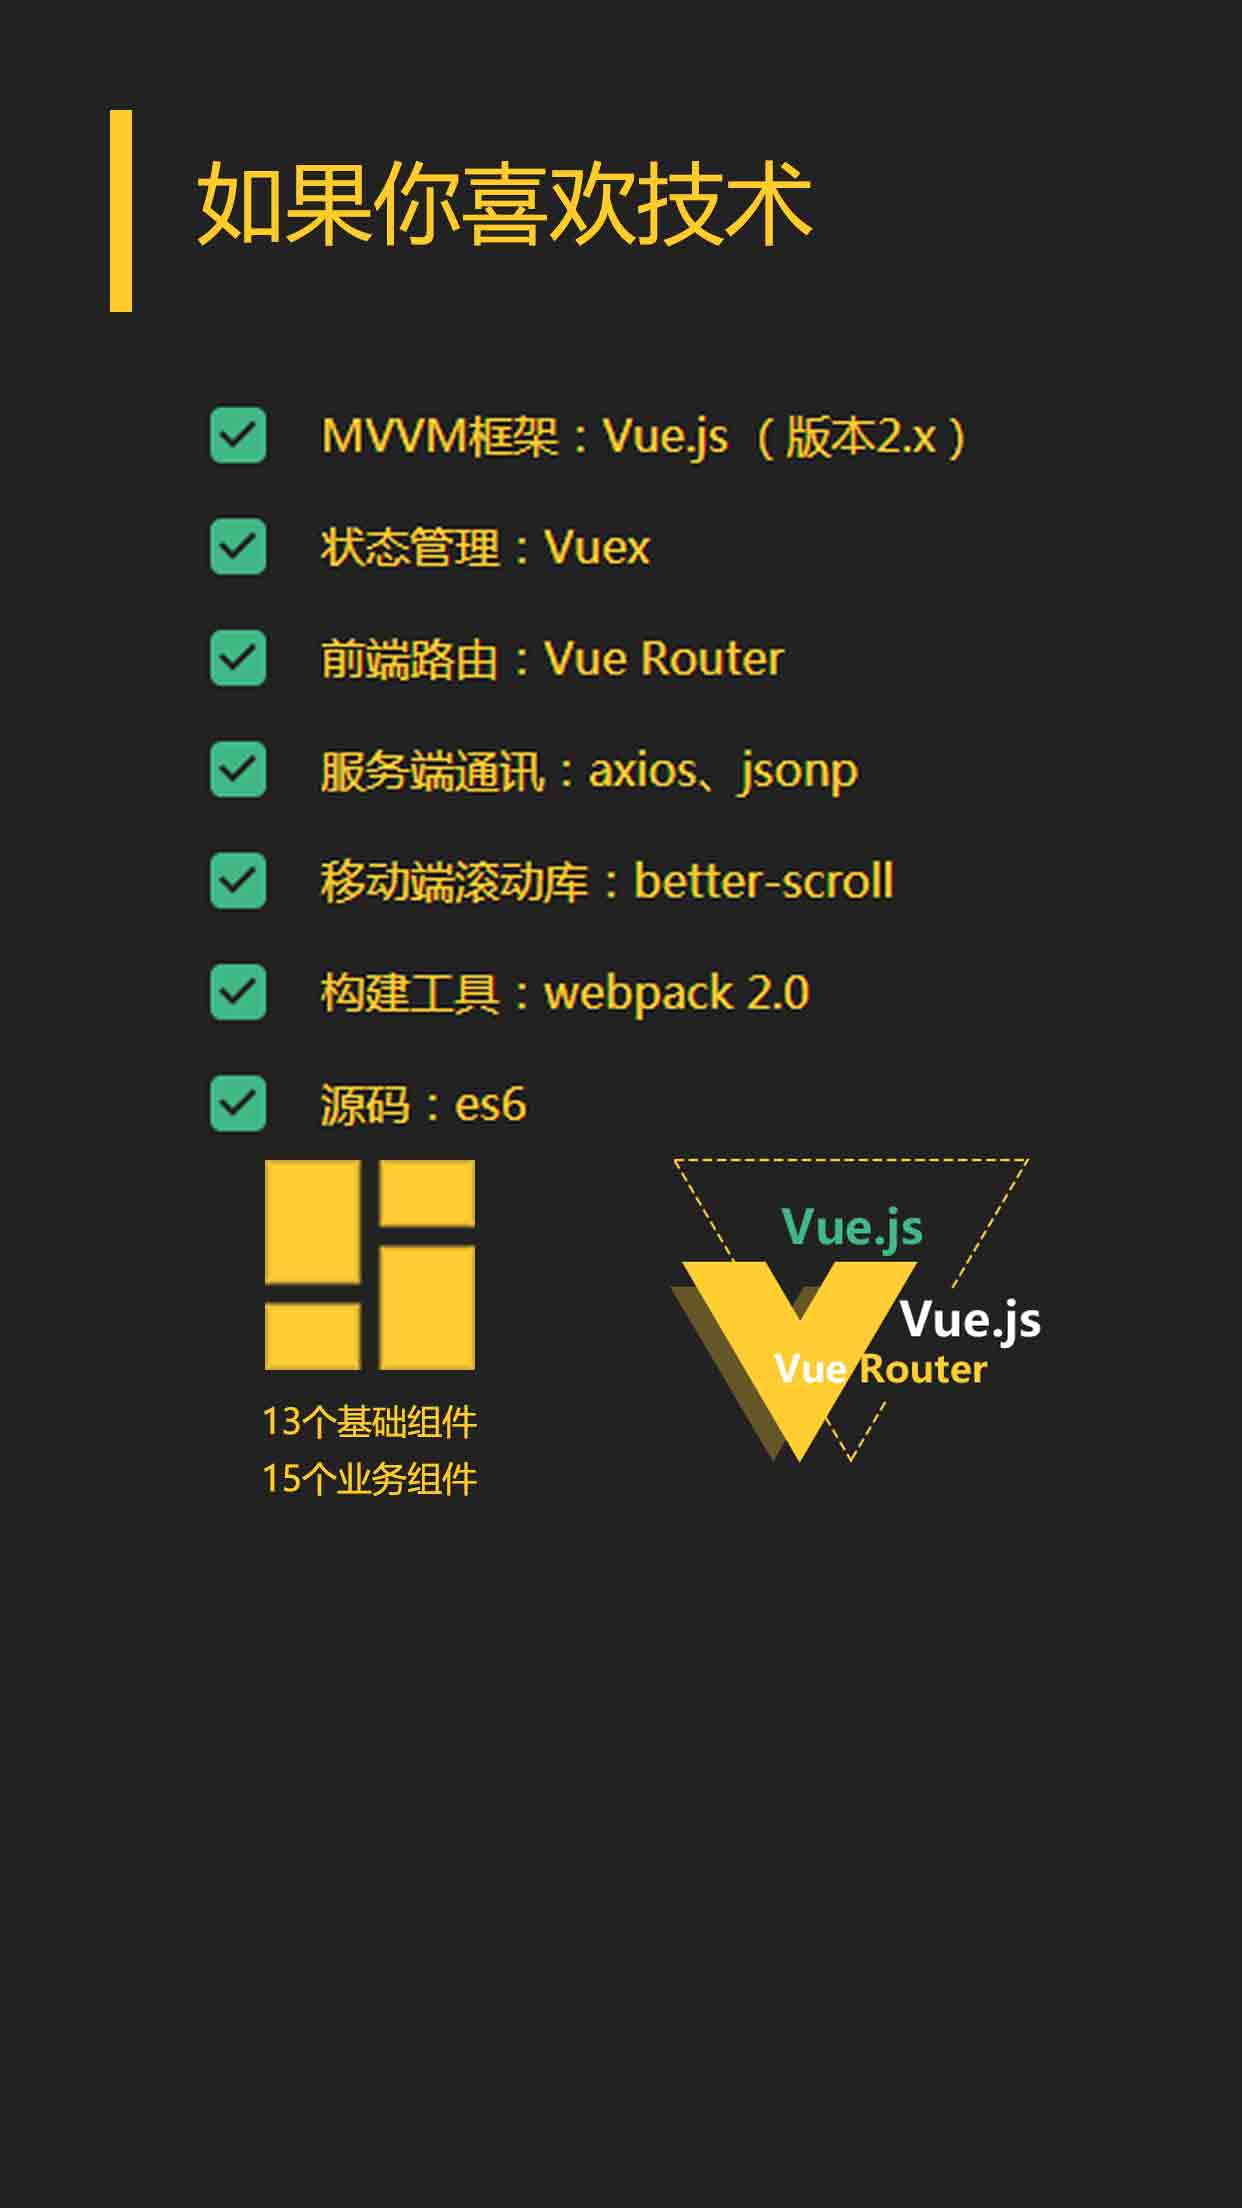 如果你喜欢技术
MVVM框架：Vue.js （版本2.x）
状态管理：Vuex
前端路由：Vue Router
服务端通讯：axios、jsonp
移动端滚动库：better-scroll
构建工具：webpack 2.0
源码：es6
13个基础组件
15个业务组件
Vue.js
Vue.js
Vue Router